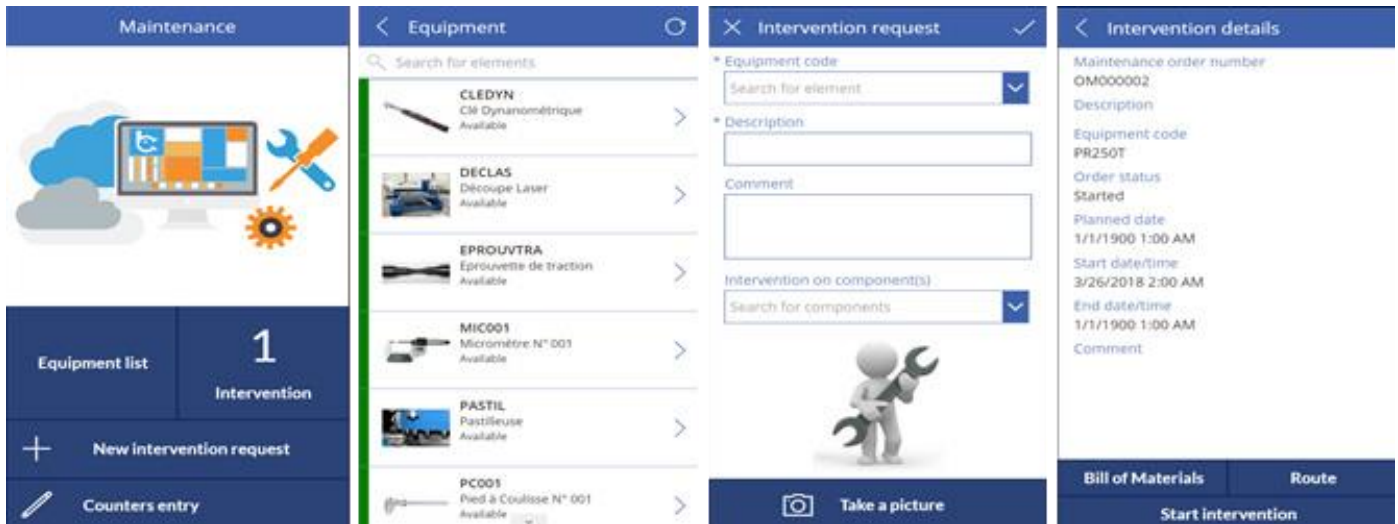 Maintenance
Equipment list
1
Intervention
New intervention request
Counters entry
Equipment
Search for elements
CLEDYN
Clé Dynanométrique
Available
DECLAS
Découpe Laser
Available
EPROUVTRA
Eprouvette de traction
Available
MIC001
Micromètre N° 001
Available
PASTIL
Pastilleuse
Available
PC001
Pied à Coulisse N° 001
Available
Intervention request
* Equipment code
Search for element
* Description
Comment
Intervention on component(s)
Search for components
Take a picture
Intervention details
Maintenance order number
OM000002
Description
Equipment code
PR250T
Order status
Started
Planned date
1/1/1900 1:00 AM
Start date/time
3/26/2018 2:00 AM
End date/time
1/1/1900 1:00 AM
Comment
Bill of Materials
Route
Start intervention